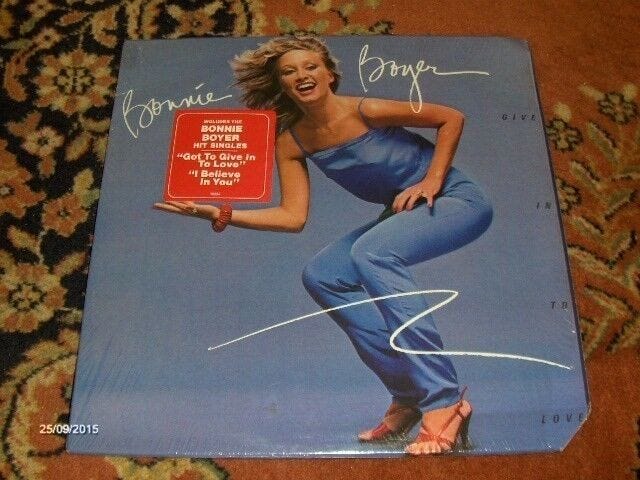 Bonnie Boyer
INCLUDES THE
BONNIE
BOYER
HIT SINGLES
"Got To Give In
To Love"
"I Believe
In You"
GIVE
IN
TO
LOVE
25/09/2015